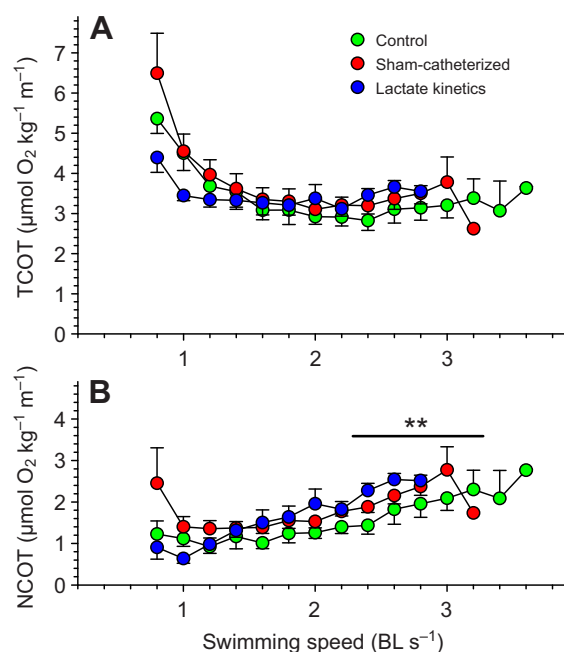 A
7
6
5
4
3
2
1
0
TCOT (μmol O₂ kg⁻¹ m⁻¹)
Control
Sham-catheterized
Lactate kinetics
1 2 3
B
**
4
3
2
1
0
NCOT (μmol O₂ kg⁻¹ m⁻¹)
1 2 3
Swimming speed (BL s⁻¹)